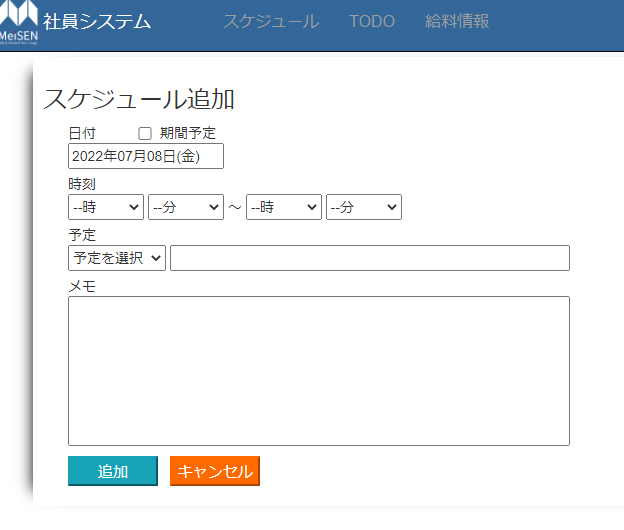 MeiSEN 社員システム スケジュール TODO 給料情報
スケジュール追加
日付 期間予定
2022年07月08日(金)
時刻
--時 --分 ～ --時 --分
予定
予定を選択
メモ
追加 キャンセル